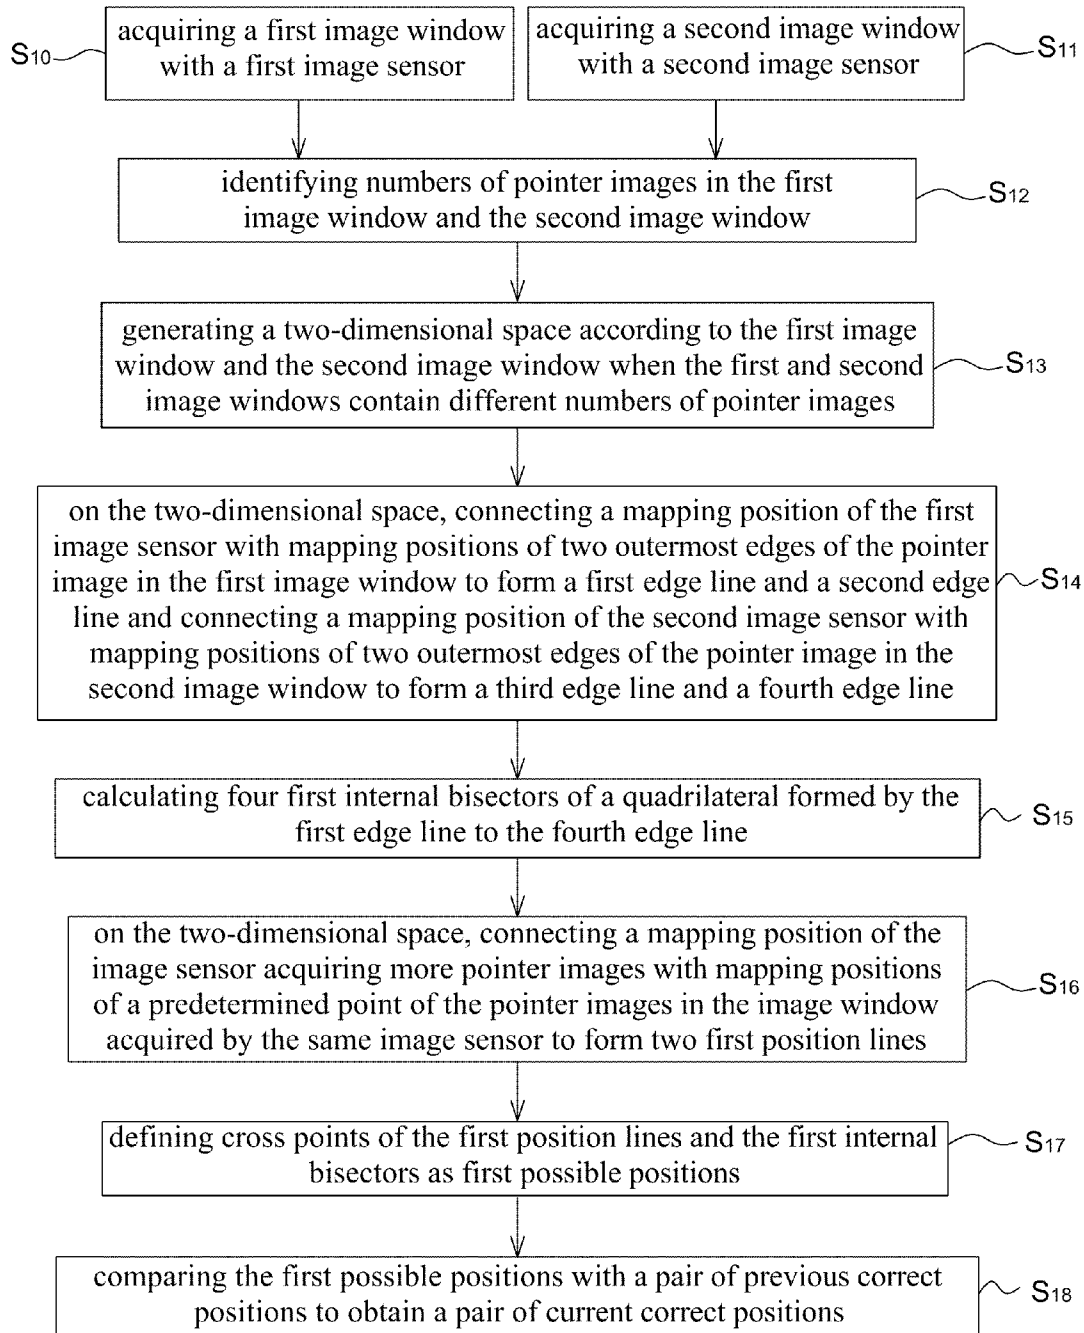 acquiring a first image window
with a first image sensor
S10
acquiring a second image window
with a second image sensor
S11
identifying numbers of pointer images in the first
image window and the second image window
S12
generating a two-dimensional space according to the first image
window and the second image window when the first and second
image windows contain different numbers of pointer images
S13
on the two-dimensional space, connecting a mapping position of the first
image sensor with mapping positions of two outermost edges of the pointer
image in the first image window to form a first edge line and a second edge
line and connecting a mapping position of the second image sensor with
mapping positions of two outermost edges of the pointer image in the
second image window to form a third edge line and a fourth edge line
S14
calculating four first internal bisectors of a quadrilateral formed by the
first edge line to the fourth edge line
S15
on the two-dimensional space, connecting a mapping position of the
image sensor acquiring more pointer images with mapping positions
of a predetermined point of the pointer images in the image window
acquired by the same image sensor to form two first position lines
S16
defining cross points of the first position lines and the first internal
bisectors as first possible positions
S17
comparing the first possible positions with a pair of previous correct
positions to obtain a pair of current correct positions
S18